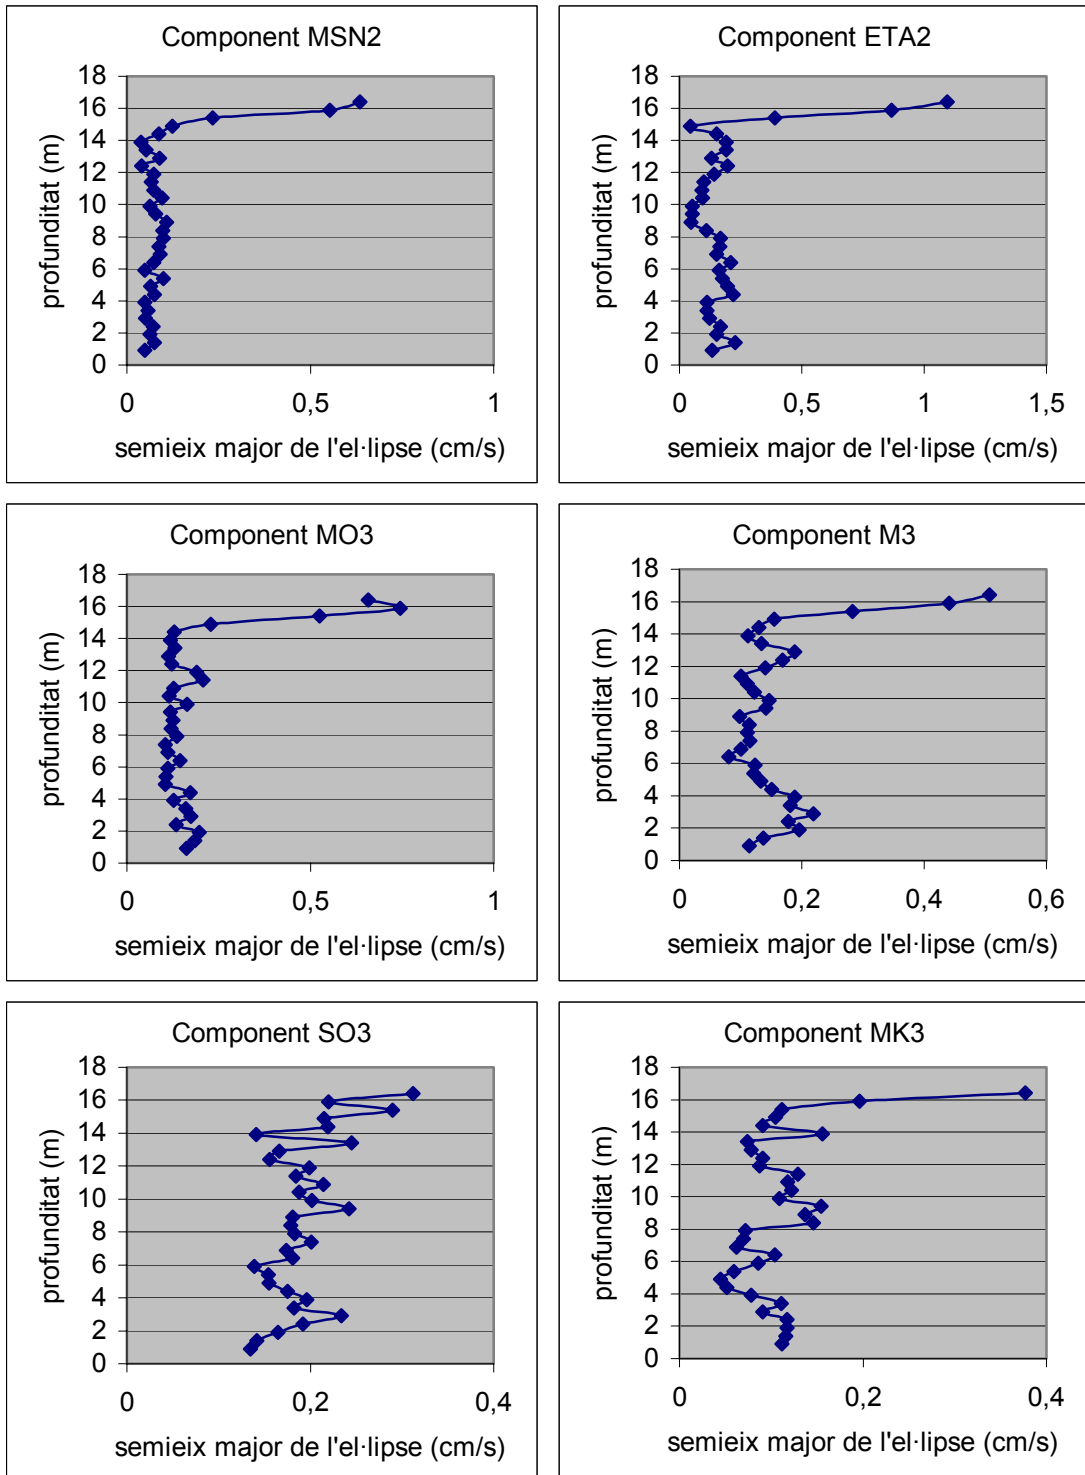 Component MSN2
18
16
14
12
10
8
6
4
2
0
profunditat (m)
0 0,5 1
semieix major de l'el·lipse (cm/s)
Component ETA2
18
16
14
12
10
8
6
4
2
0
profunditat (m)
0 0,5 1 1,5
semieix major de l'el·lipse (cm/s)
Component MO3
18
16
14
12
10
8
6
4
2
0
profunditat (m)
0 0,5 1
semieix major de l'el·lipse (cm/s)
Component M3
18
16
14
12
10
8
6
4
2
0
profunditat (m)
0 0,2 0,4 0,6
semieix major de l'el·lipse (cm/s)
Component SO3
18
16
14
12
10
8
6
4
2
0
profunditat (m)
0 0,2 0,4
semieix major de l'el·lipse (cm/s)
Component MK3
18
16
14
12
10
8
6
4
2
0
profunditat (m)
0 0,2 0,4
semieix major de l'el·lipse (cm/s)